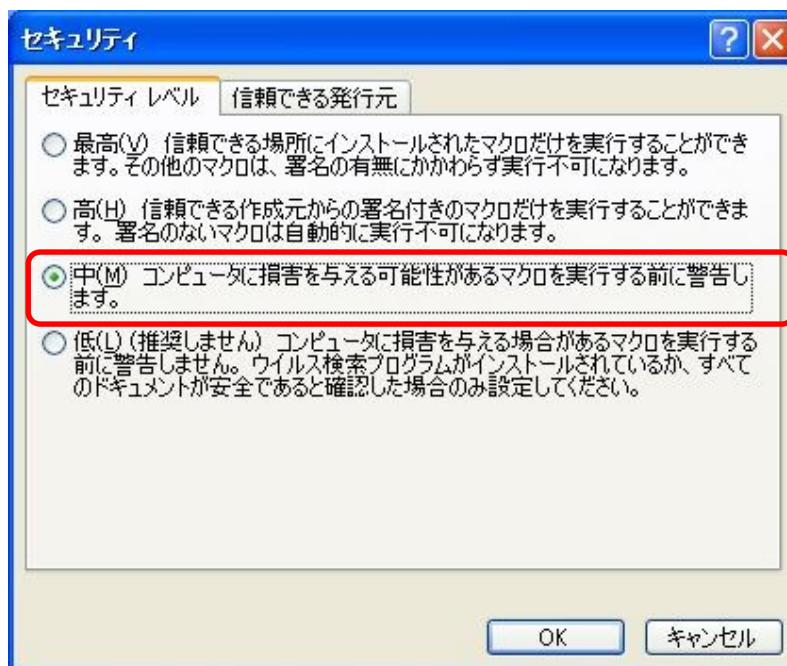 セキュリティ
セキュリティ レベル 信頼できる発行元
最高(V) 信頼できる場所にインストールされたマクロだけを実行することができ
ます。その他のマクロは、署名の有無にかかわらず実行不可になります。
高(H) 信頼できる作成元からの署名付きのマクロだけを実行することができま
す。 署名のないマクロは自動的に実行不可になります。
中(M) コンピュータに損害を与える可能性があるマクロを実行する前に警告し
ます。
低(L) (推奨しません) コンピュータに損害を与える場合があるマクロを実行する
前に警告しません。ウイルス検索プログラムがインストールされているか、すべて
のドキュメントが安全であると確認した場合のみ設定してください。
OK キャンセル